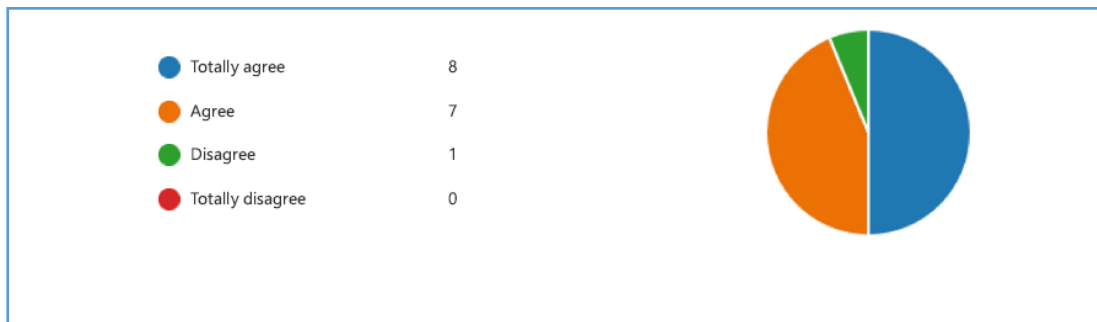 Totally agree 8
Agree 7
Disagree 1
Totally disagree 0